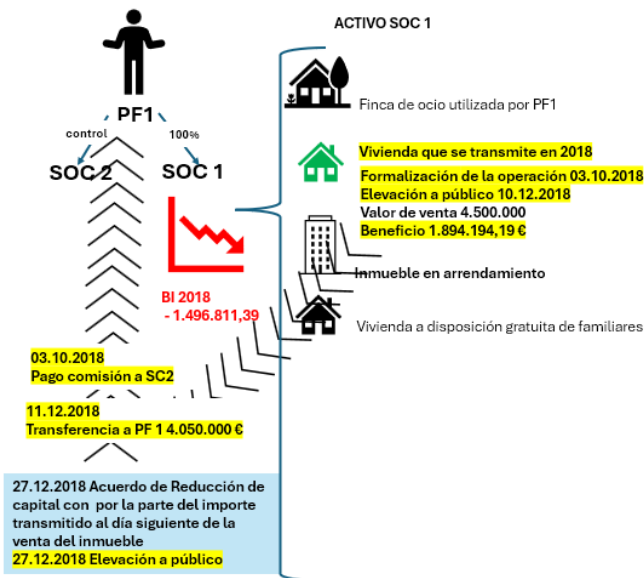 ACTIVO SOC 1
PF1
control
100%
SOC 2
SOC 1
Finca de ocio utilizada por PF1
Vivienda que se transmite en 2018
Formalización de la operación 03.10.2018
Elevación a público 10.12.2018
Valor de venta 4.500.000
Beneficio 1.894.194,19 €
Inmueble en arrendamiento
BI 2018
- 1.496.811,39
Vivienda a disposición gratuita de familiares
03.10.2018
Pago comisión a SC2
11.12.2018
Transferencia a PF 1 4.050.000 €
27.12.2018 Acuerdo de Reducción de
capital con por la parte del importe
transmitido al día siguiente de la
venta del inmueble
27.12.2018 Elevación a público